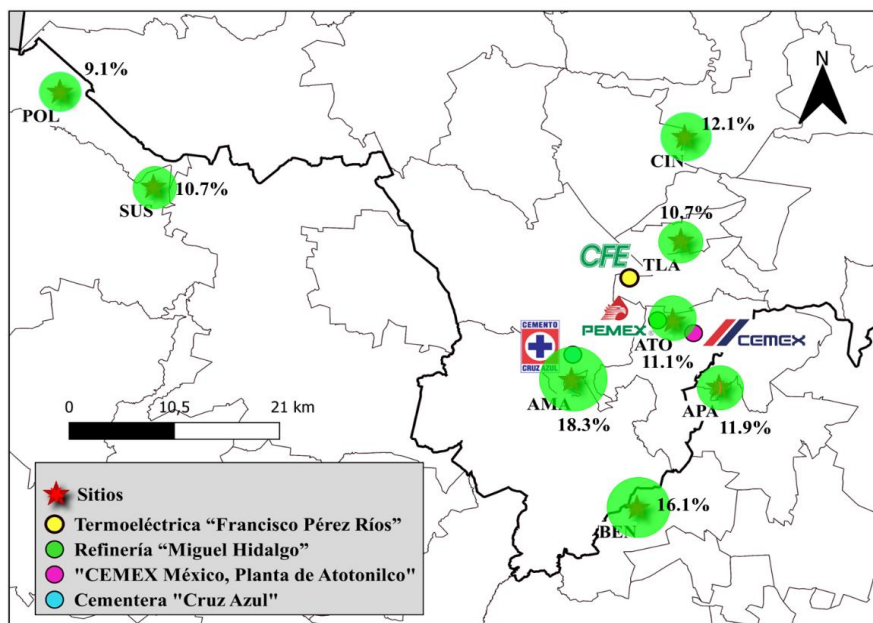 9.1%
POL
N
12.1%
CIN
10.7%
SUS
10,7%
TLA
CFE
PEMEX
ATO
11.1%
CEMEX
CEMENTO
CRUZ AZUL
AMA
18.3%
APA
11.9%
0 10,5 21 km
16.1%
BEN
Sitios
Termoeléctrica “Francisco Pérez Ríos”
Refinería “Miguel Hidalgo”
"CEMEX México, Planta de Atotonilco"
Cementera "Cruz Azul"